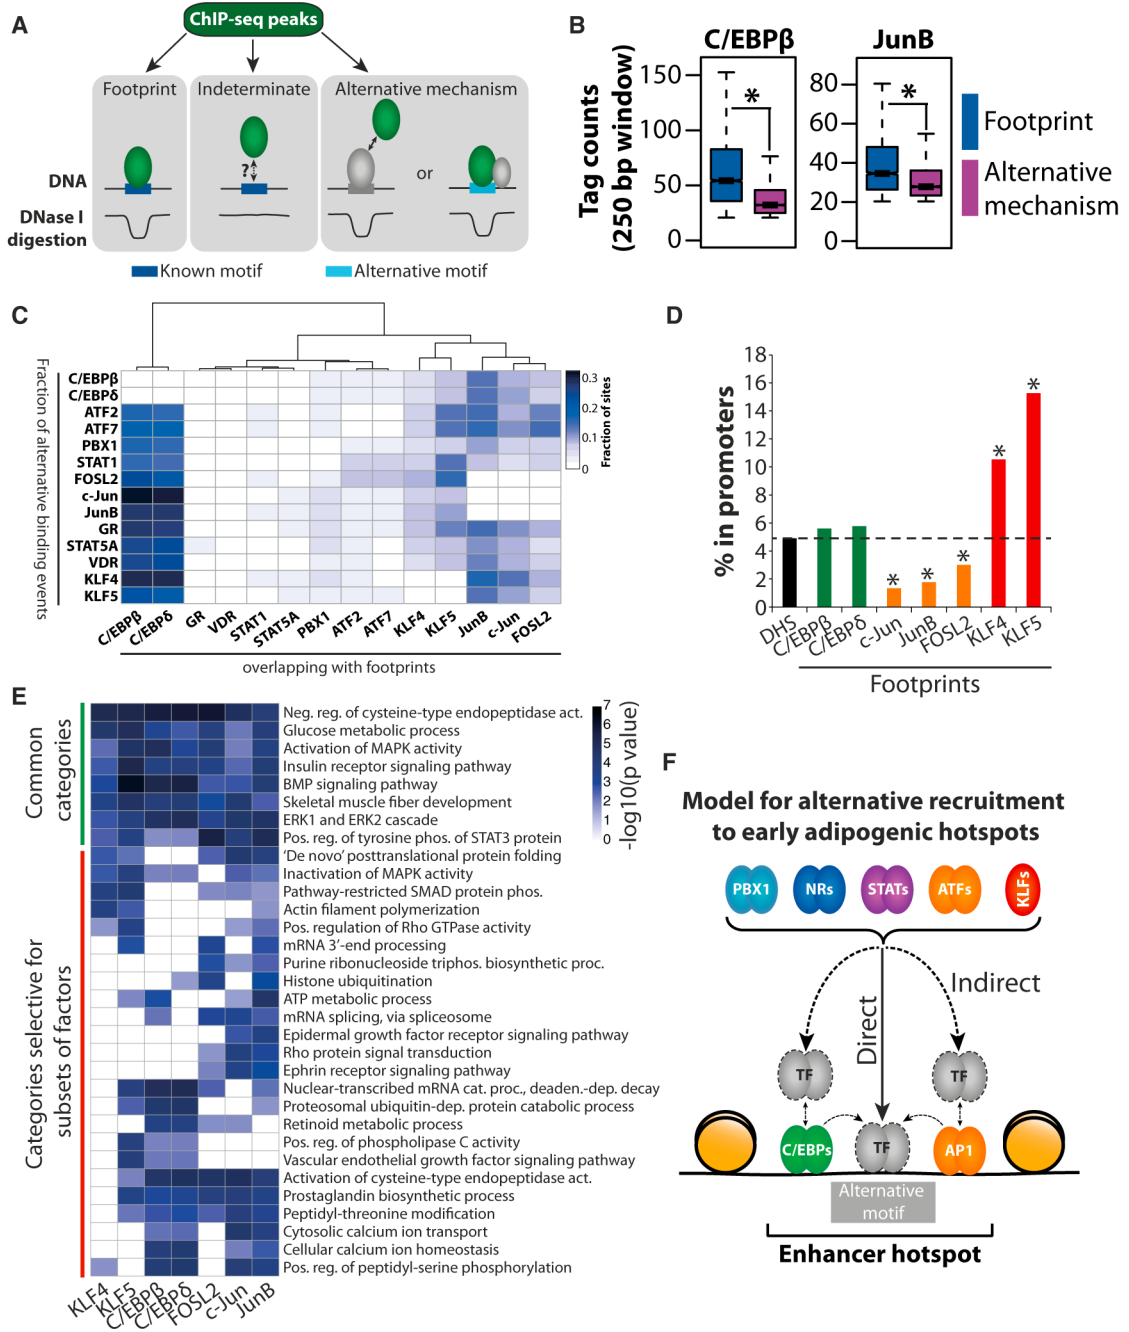 A
ChIP-seq peaks
Footprint
Indeterminate
Alternative mechanism
?
or
DNA
DNase I
digestion
Known motif
Alternative motif
B
C/EBPβ
JunB
Tag counts
(250 bp window)
150
100
50
0
*
80
60
40
20
0
*
Footprint
Alternative
mechanism
C
Fraction of alternative binding events
C/EBPβ
C/EBPδ
ATF2
ATF7
PBX1
STAT1
FOSL2
c-Jun
JunB
GR
STAT5A
VDR
KLF4
KLF5
0.3
0.2
0.1
0
Fraction of sites
C/EBPβ
C/EBPδ
GR
VDR
STAT1
STAT5A
PBX1
ATF2
ATF7
KLF4
KLF5
JunB
c-Jun
FOSL2
overlapping with footprints
D
% in promoters
18
16
14
12
10
8
6
4
2
0
*
*
*
*
*
DHS
C/EBPβ
C/EBPδ
c-Jun
JunB
FOSL2
KLF4
KLF5
Footprints
E
Common
categories
Categories selective for
subsets of factors
Neg. reg. of cysteine-type endopeptidase act.
Glucose metabolic process
Activation of MAPK activity
Insulin receptor signaling pathway
BMP signaling pathway
Skeletal muscle fiber development
ERK1 and ERK2 cascade
Pos. reg. of tyrosine phos. of STAT3 protein
‘De novo’ posttranslational protein folding
Inactivation of MAPK activity
Pathway-restricted SMAD protein phos.
Actin filament polymerization
Pos. regulation of Rho GTPase activity
mRNA 3’-end processing
Purine ribonucleoside triphos. biosynthetic proc.
Histone ubiquitination
ATP metabolic process
mRNA splicing, via spliceosome
Epidermal growth factor receptor signaling pathway
Rho protein signal transduction
Ephrin receptor signaling pathway
Nuclear-transcribed mRNA cat. proc., deaden.-dep. decay
Proteosomal ubiquitin-dep. protein catabolic process
Retinoid metabolic process
Pos. reg. of phospholipase C activity
Vascular endothelial growth factor signaling pathway
Activation of cysteine-type endopeptidase act.
Prostaglandin biosynthetic process
Peptidyl-threonine modification
Cytosolic calcium ion transport
Cellular calcium ion homeostasis
Pos. reg. of peptidyl-serine phosphorylation
7
6
5
4
3
2
1
0
-log10(p value)
KLF4
KLF5
C/EBPβ
C/EBPδ
FOSL2
c-Jun
JunB
F
Model for alternative recruitment
to early adipogenic hotspots
PBX1
NRs
STATs
ATFs
KLFs
Direct
Indirect
TF
TF
C/EBPs
TF
AP1
Alternative
motif
Enhancer hotspot